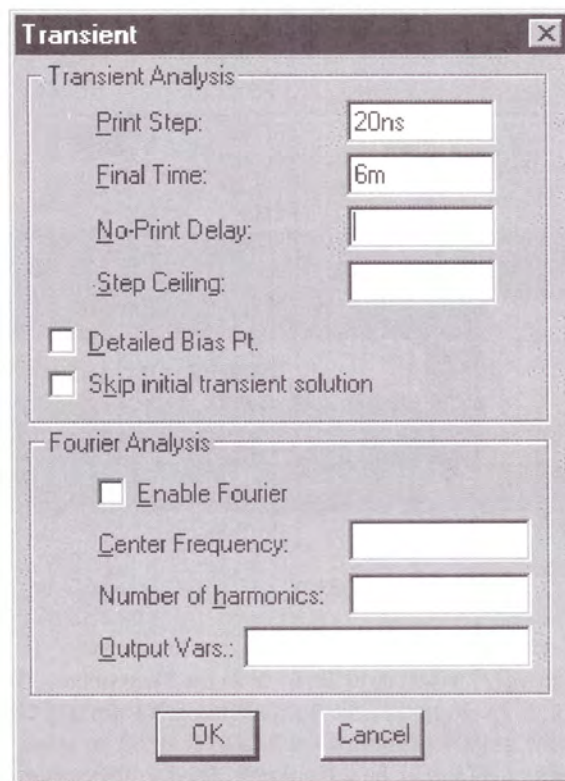 Transient
Transient Analysis
Print Step: 20ns
Final Time: 6m
No-Print Delay:
Step Ceiling:
Detailed Bias Pt.
Skip initial transient solution
Fourier Analysis
Enable Fourier
Center Frequency:
Number of harmonics:
Output Vars.:
OK Cancel